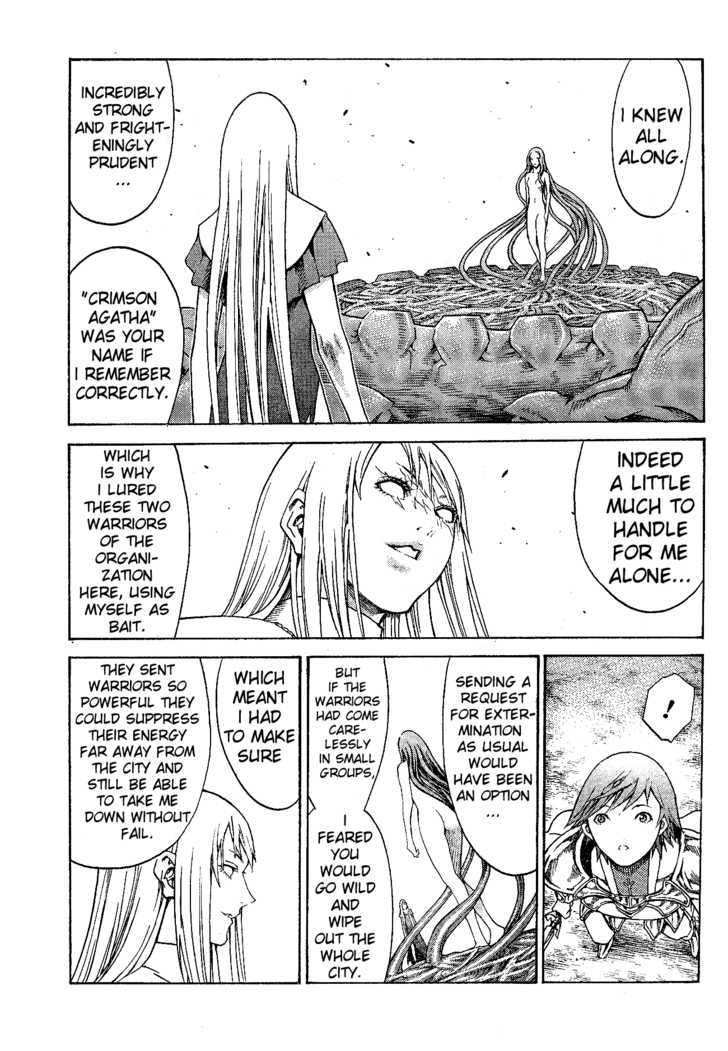 I KNEW
ALL
ALONG.
INCREDIBLY
STRONG
AND FRIGHT-
ENINGLY
PRUDENT
...
"CRIMSON
AGATHA"
WAS YOUR
NAME IF
I REMEMBER
CORRECTLY.
INDEED
A LITTLE
MUCH TO
HANDLE
FOR ME
ALONE...
WHICH
IS WHY
I LURED
THESE TWO
WARRIORS
OF THE
ORGANI-
ZATION
HERE, USING
MYSELF AS
BAIT.
!
SENDING A
REQUEST
FOR EXTER-
MINATION
AS USUAL
WOULD
HAVE BEEN
AN OPTION
...
BUT
IF THE
WARRIORS
HAD COME
CARE-
LESSLY
IN SMALL
GROUPS,
I
FEARED
YOU
WOULD
GO WILD
AND
WIPE
OUT THE
WHOLE
CITY.
WHICH
MEANT
I HAD
TO MAKE
SURE
THEY SENT
WARRIORS SO
POWERFUL THEY
COULD SUPPRESS
THEIR ENERGY
FAR AWAY FROM
THE CITY AND
STILL BE ABLE
TO TAKE ME
DOWN WITHOUT
FAIL.